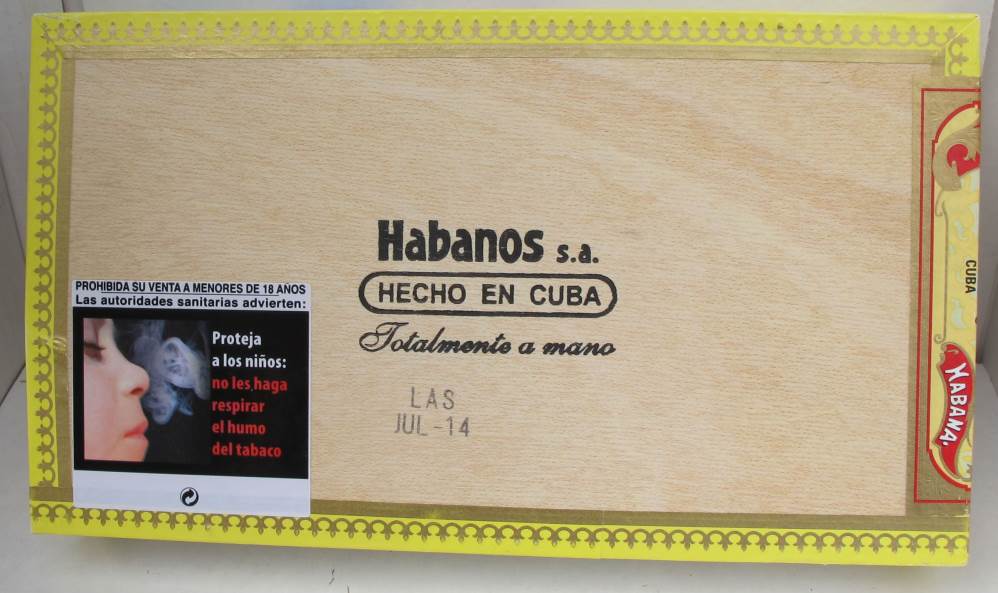 Habanos s.a.
HECHO EN CUBA
Totalmente a mano
LAS
JUL-14
PROHIBIDA SU VENTA A MENORES DE 18 AÑOS
Las autoridades sanitarias advierten:
Proteja
a los niños:
no les haga
respirar
el humo
del tabaco
CUBA
HABANA.